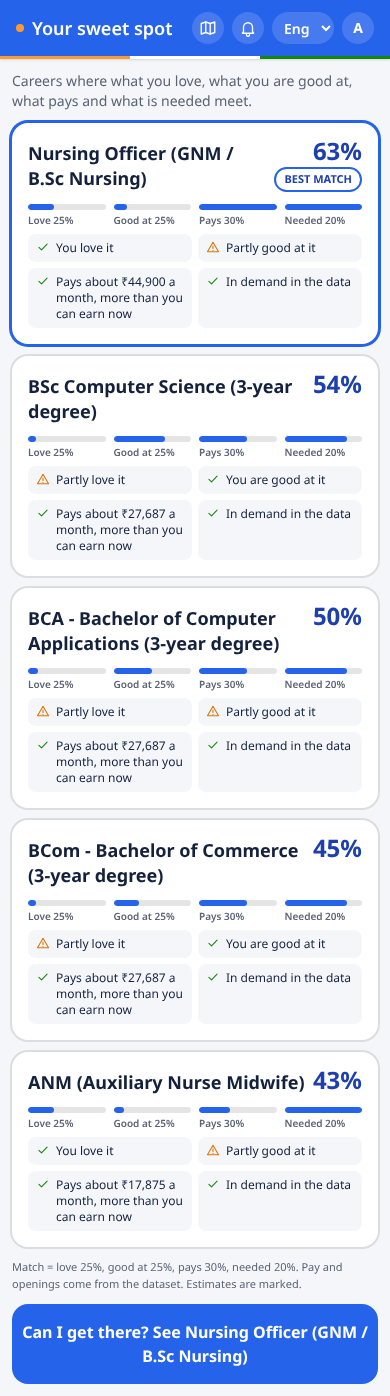 Your sweet spot
Eng
A
Careers where what you love, what you are good at,
what pays and what is needed meet.
Nursing Officer (GNM /
B.Sc Nursing)
63%
BEST MATCH
Love 25%
Good at 25%
Pays 30%
Needed 20%
You love it
Partly good at it
Pays about ₹44,900 a
month, more than you
can earn now
In demand in the data
BSc Computer Science (3-year
degree)
54%
Love 25%
Good at 25%
Pays 30%
Needed 20%
Partly love it
You are good at it
Pays about ₹27,687 a
month, more than you
can earn now
In demand in the data
BCA - Bachelor of Computer
Applications (3-year degree)
50%
Love 25%
Good at 25%
Pays 30%
Needed 20%
Partly love it
Partly good at it
Pays about ₹27,687 a
month, more than you
can earn now
In demand in the data
BCom - Bachelor of Commerce
(3-year degree)
45%
Love 25%
Good at 25%
Pays 30%
Needed 20%
Partly love it
You are good at it
Pays about ₹27,687 a
month, more than you
can earn now
In demand in the data
ANM (Auxiliary Nurse Midwife)
43%
Love 25%
Good at 25%
Pays 30%
Needed 20%
You love it
Partly good at it
Pays about ₹17,875 a
month, more than you
can earn now
In demand in the data
Match = love 25%, good at 25%, pays 30%, needed 20%. Pay and
openings come from the dataset. Estimates are marked.
Can I get there? See Nursing Officer (GNM /
B.Sc Nursing)